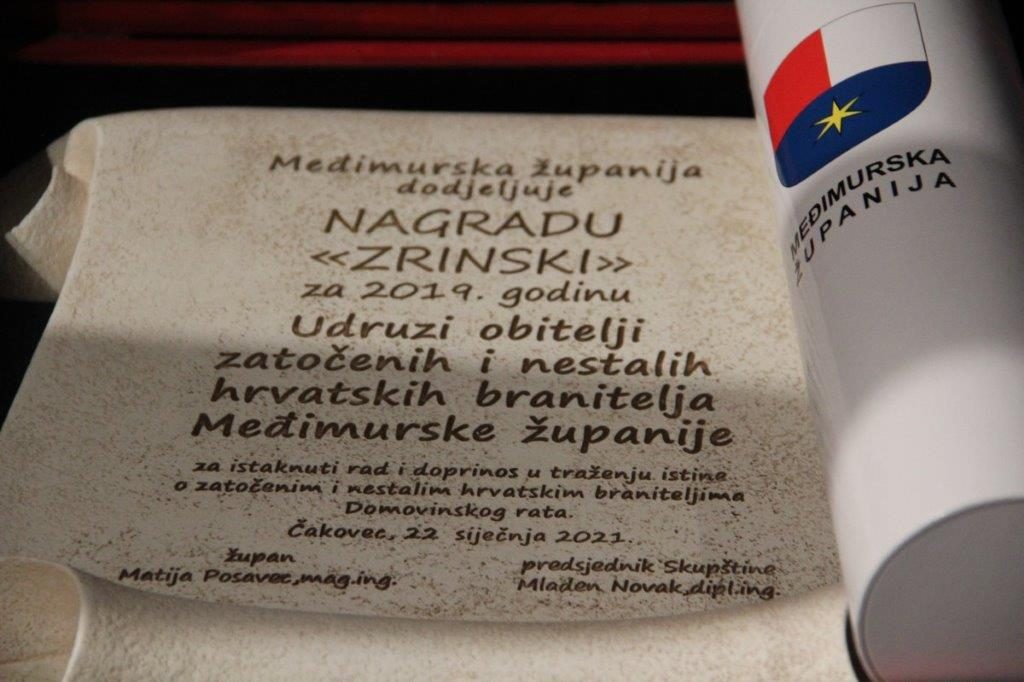 Međimurska županija
dodjeljuje
NAGRADU
«ZRINSKI»
za 2019. godinu
Udruzi obitelji
zatočenih i nestalih
hrvatskih branitelja
Međimurske županije
za istaknuti rad i doprinos u traženju istine
o zatočenim i nestalim hrvatskim braniteljima
Domovinskog rata.
Čakovec, 22 siječnja 2021.
župan
Matija Posavec,mag.ing.
predsjednik Skupštine
Mladen Novak,dipl.ing.
MEĐIMURSKA
ŽUPANIJA